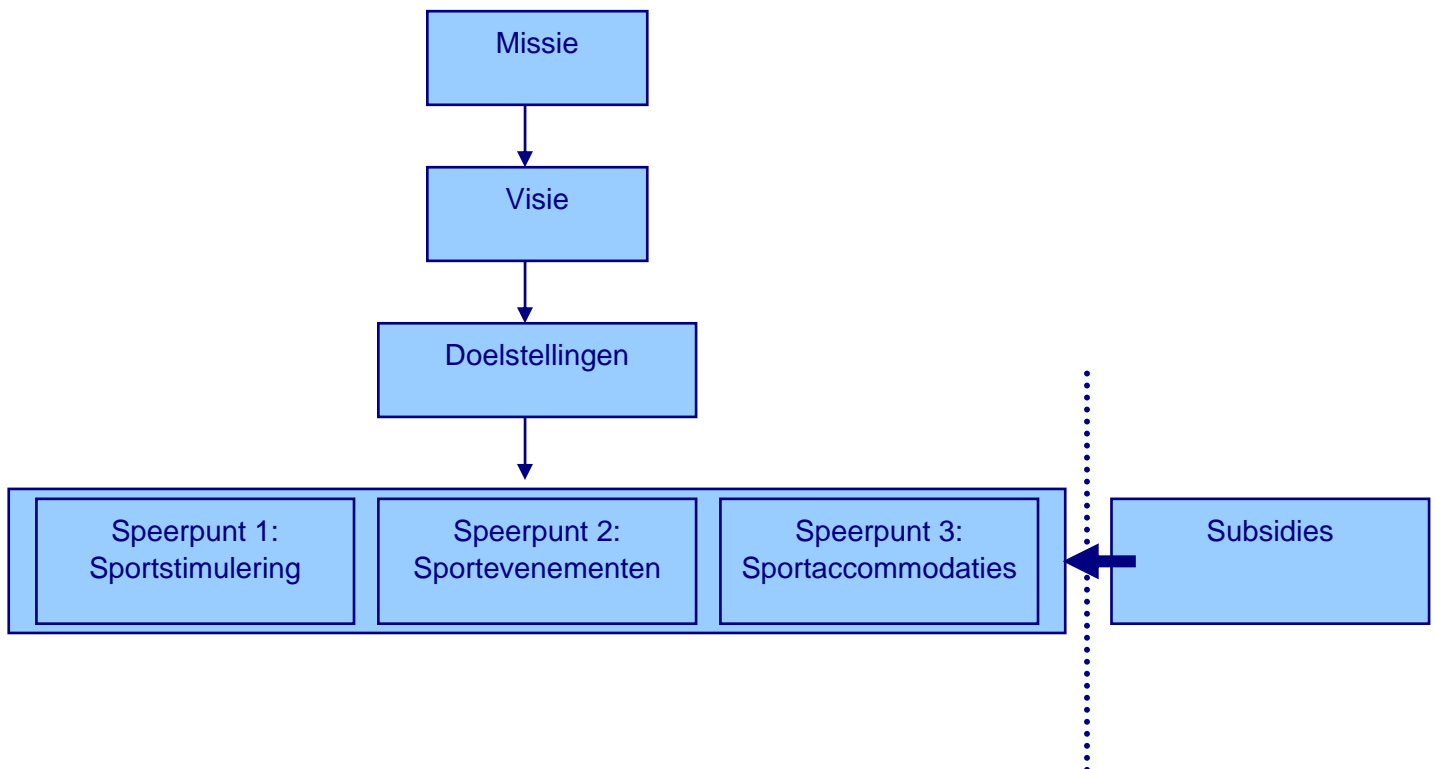 Missie
Visie
Doelstellingen
Speerpunt 1:
Sportstimulering
Speerpunt 2:
Sportevenementen
Speerpunt 3:
Sportaccommodaties
Subsidies